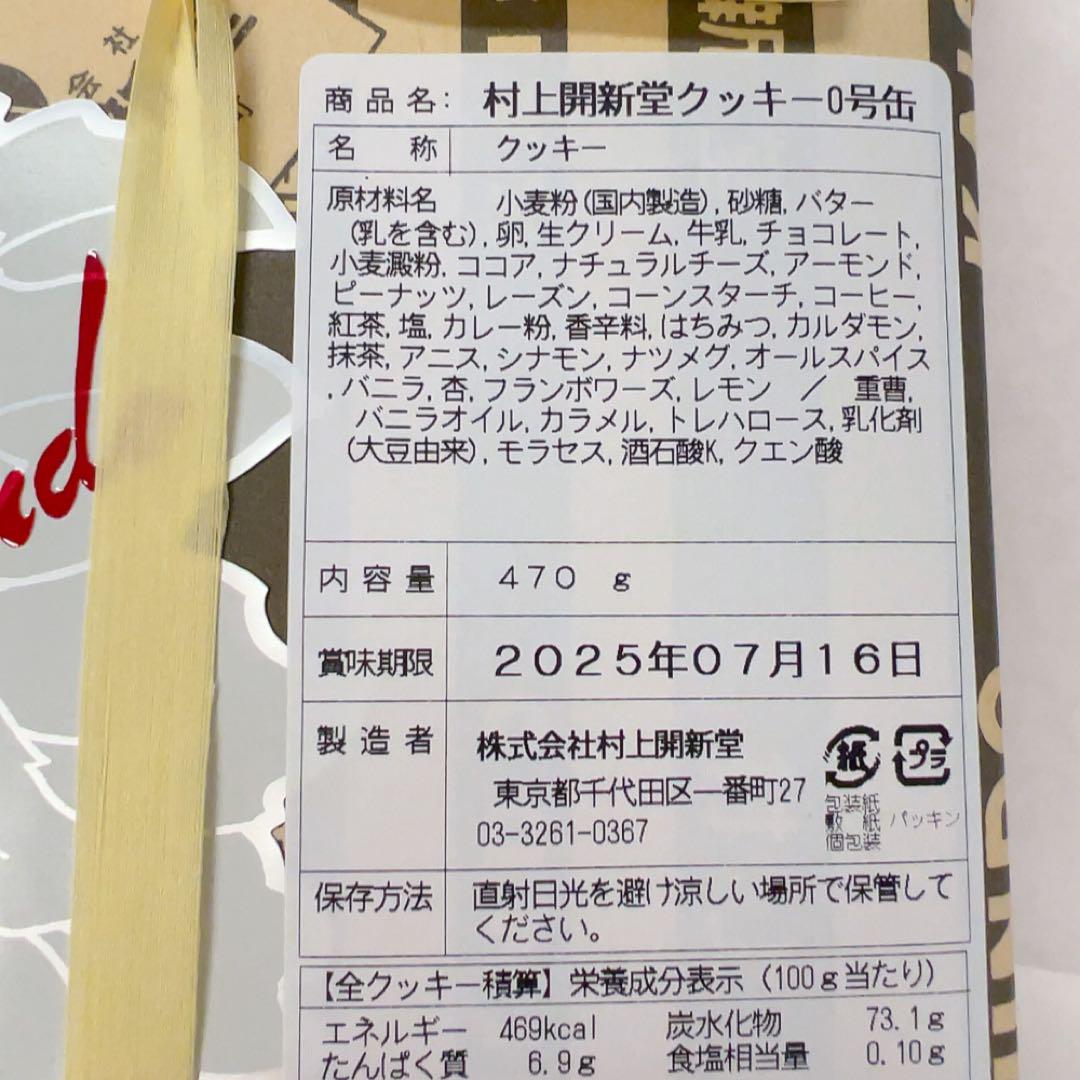 商品名: 村上開新堂クッキー0号缶
名 称 クッキー
原材料名 小麦粉(国内製造), 砂糖, バター
(乳を含む), 卵, 生クリーム, 牛乳, チョコレート,
小麦澱粉, ココア, ナチュラルチーズ, アーモンド,
ピーナッツ, レーズン, コーンスターチ, コーヒー,
紅茶, 塩, カレー粉, 香辛料, はちみつ, カルダモン,
抹茶, アニス, シナモン, ナツメグ, オールスパイス
, バニラ, 杏, フランボワーズ, レモン / 重曹,
バニラオイル, カラメル, トレハロース, 乳化剤
(大豆由来), モラセス, 酒石酸K, クエン酸
内容量 470 g
賞味期限 2025年07月16日
製造者 株式会社村上開新堂
東京都千代田区一番町27
03-3261-0367
紙 プラ
包装紙
敷 紙 パッキン
個包装
保存方法 直射日光を避け涼しい場所で保管して
ください。
【全クッキー積算】栄養成分表示 (100g当たり)
エネルギー 469kcal 炭水化物 73.1g
たんぱく質 6.9g 食塩相当量 0.10g